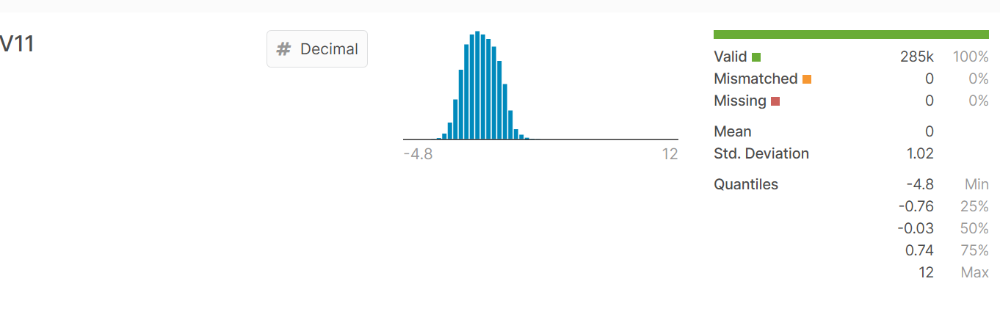 V11
# Decimal
-4.8 12
Valid 285k 100%
Mismatched 0 0%
Missing 0 0%
Mean 0
Std. Deviation 1.02
Quantiles -4.8 Min
-0.76 25%
-0.03 50%
0.74 75%
12 Max